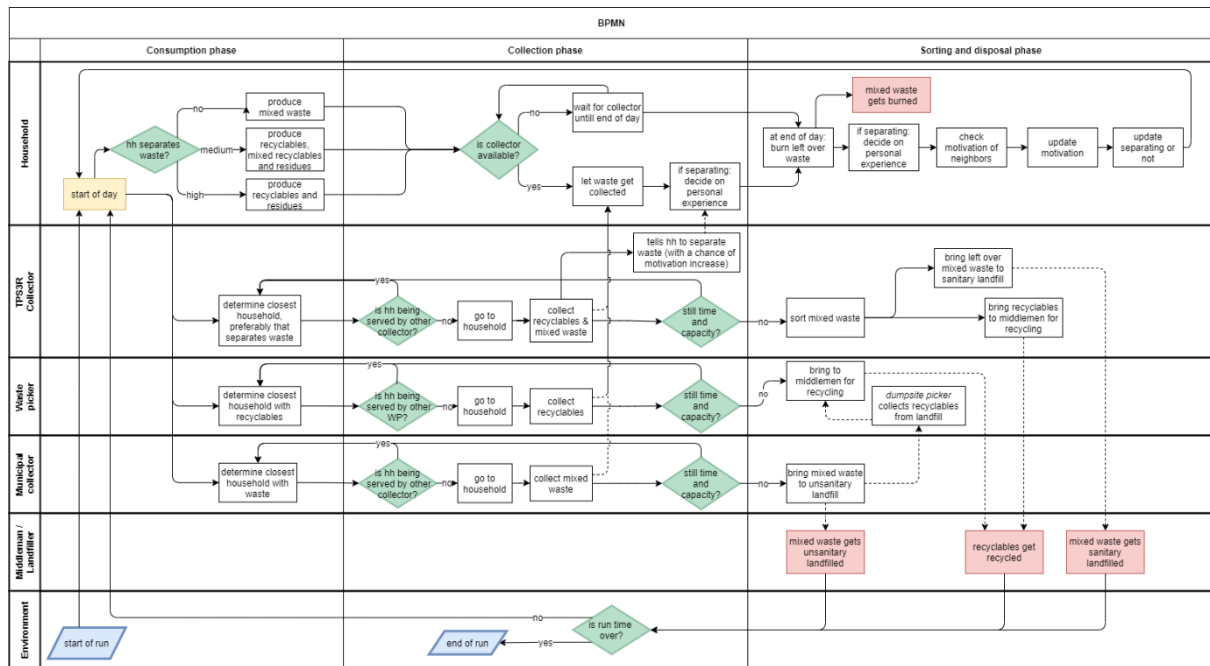 BPMN
Consumption phase
Collection phase
Sorting and disposal phase
Household
start of day
hh separates
waste?
no
medium
high
produce
mixed waste
produce
recyclables,
mixed recyclables
and residues
produce
recyclables and
residues
is collector
available?
no
yes
wait for collector
untill end of day
let waste get
collected
if separating:
decide on
personal
experience
at end of day:
burn left over
waste
mixed waste
gets burned
if separating:
decide on
personal
experience
check
motivation of
neighbors
update
motivation
update
separating or
not
TPS3R
Collector
determine closest
household,
preferably that
separates waste
yes
is hh being
served by other
collector?
no
go to
household
collect
recyclables &
mixed waste
tells hh to separate
waste (with a chance of
motivation increase)
still time
and
capacity?
no
sort mixed waste
bring left over
mixed waste to
sanitary landfill
bring recyclables
to middlemen for
recycling
Waste
picker
determine closest
household with
recyclables
yes
is hh being
served by other
WP?
no
go to
household
collect
recyclables
still time
and
capacity?
no
bring to
middlemen for
recycling
dumpsite picker
collects recyclables
from landfill
Municipal
collector
determine closest
household with
waste
yes
is hh being
served by other
collector?
no
go to
household
collect mixed
waste
still time
and
capacity?
no
bring mixed waste
to unsanitary
landfill
Middleman /
Landfiller
mixed waste gets
unsanitary
landfilled
recyclables get
recycled
mixed waste gets
sanitary
landfilled
Environment
start of run
end of run
no
yes
is run time
over?